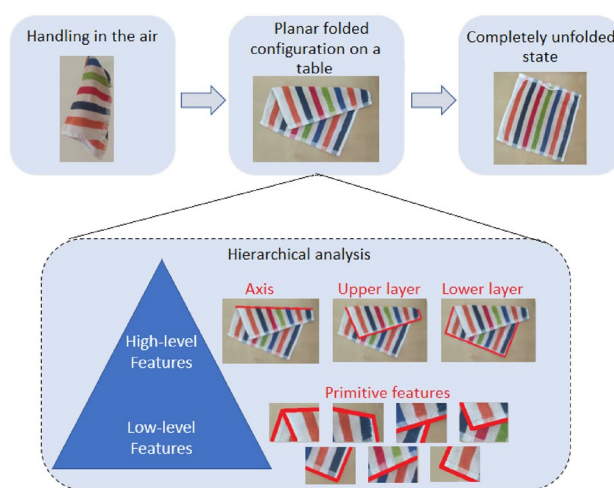 Handling in the air
Planar folded
configuration on a
table
Completely unfolded
state
Hierarchical analysis
Axis
Upper layer
Lower layer
High-level
Features
Primitive features
Low-level
Features